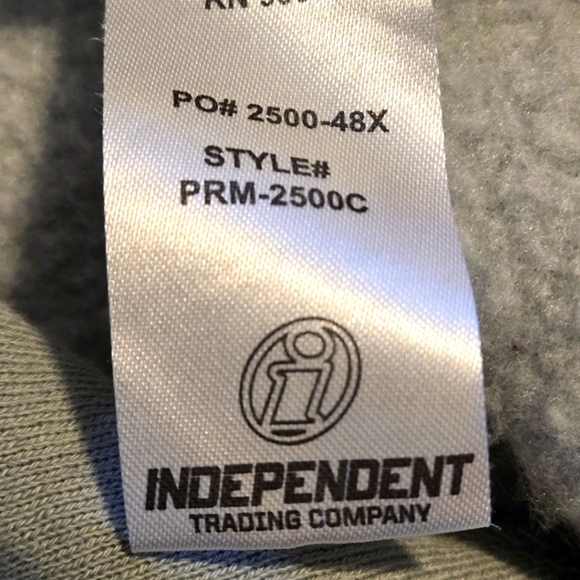 PO# 2500-48X
STYLE#
PRM-2500C
INDEPENDENT
TRADING COMPANY